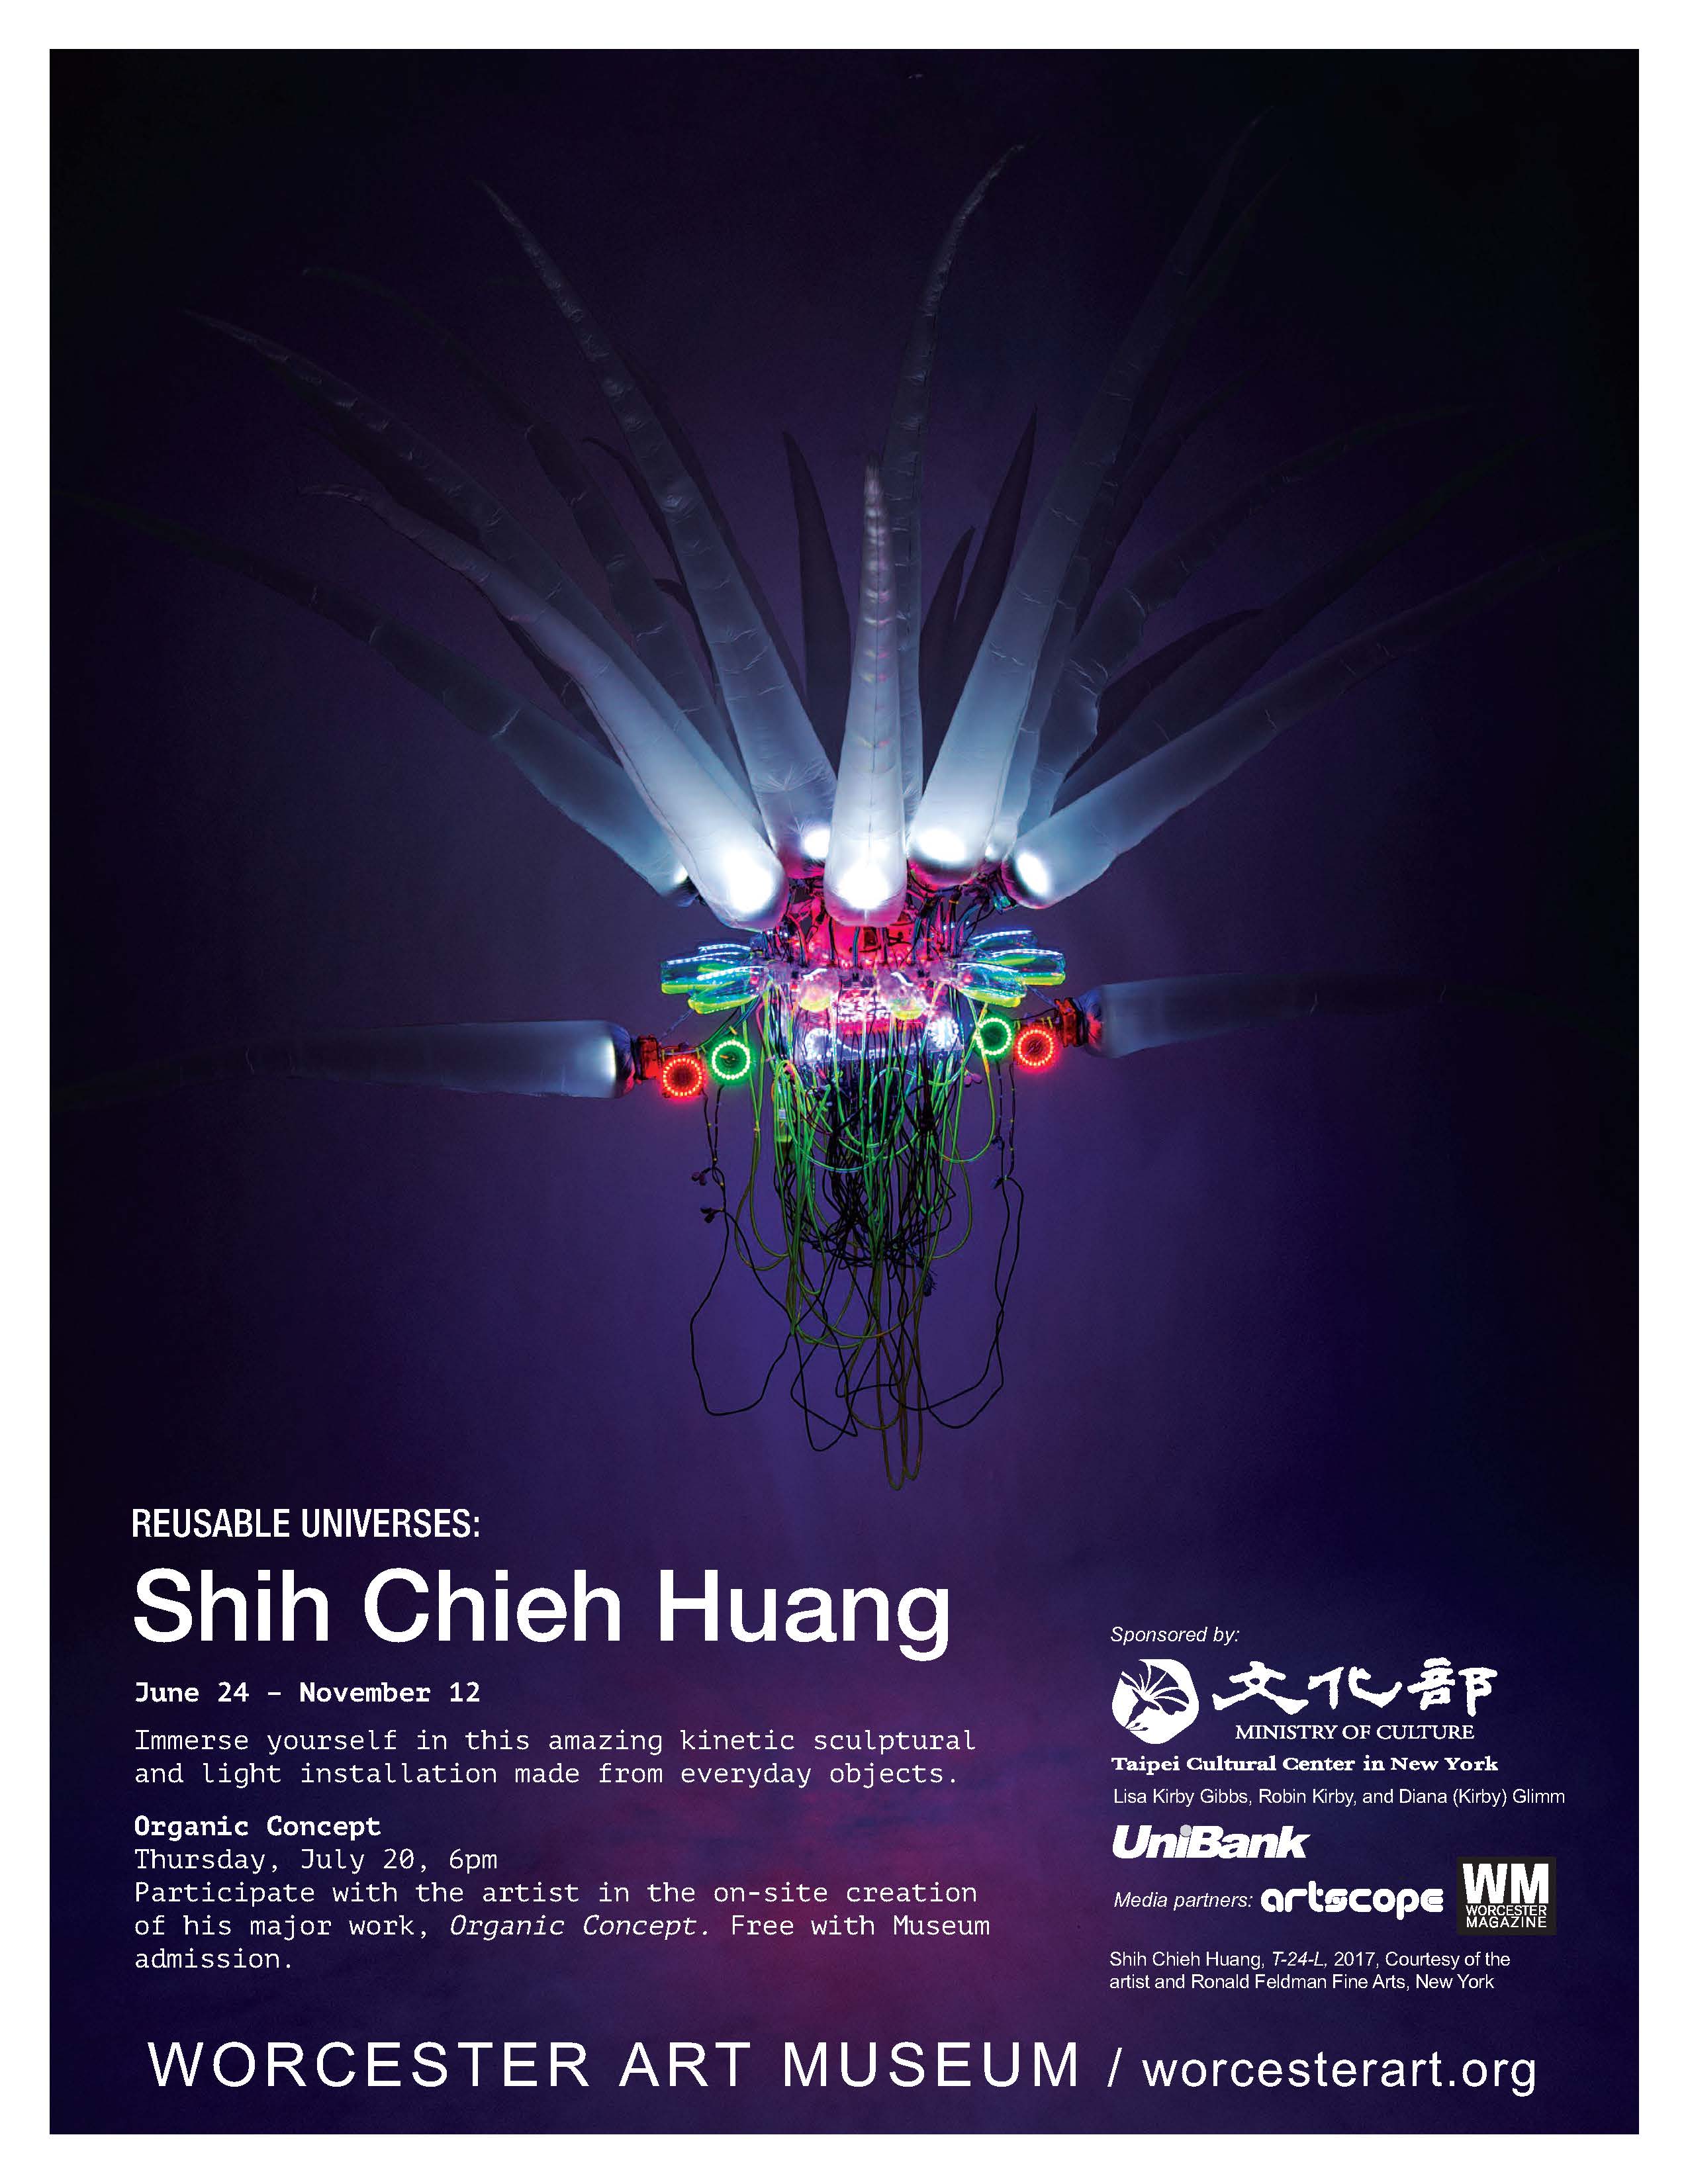 REUSABLE UNIVERSES:
Shih Chieh Huang
June 24 – November 12
Immerse yourself in this amazing kinetic sculptural
and light installation made from everyday objects.
Organic Concept
Thursday, July 20, 6pm
Participate with the artist in the on-site creation
of his major work, Organic Concept. Free with Museum
admission.
Sponsored by:
文化部
MINISTRY OF CULTURE
Taipei Cultural Center in New York
Lisa Kirby Gibbs, Robin Kirby, and Diana (Kirby) Glimm
UniBank
Media partners: artscope
WM
WORCESTER
MAGAZINE
Shih Chieh Huang, T-24-L, 2017, Courtesy of the
artist and Ronald Feldman Fine Arts, New York
WORCESTER ART MUSEUM / worcesterart.org